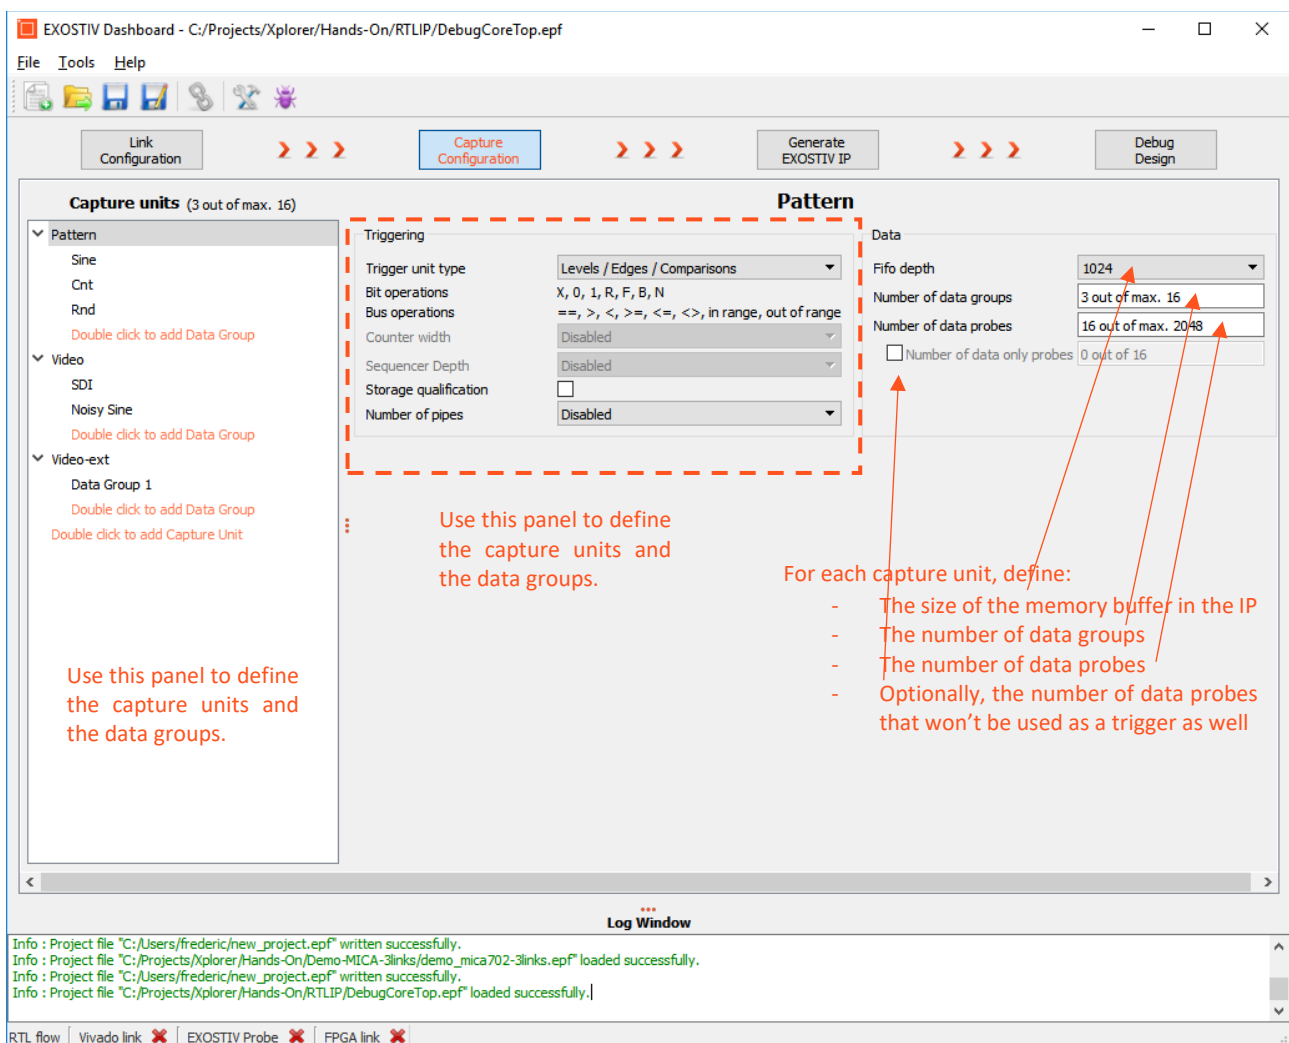 EXOSTIV Dashboard - C:/Projects/Xplorer/Hands-On/RTLIP/DebugCoreTop.epf
File Tools Help
Link Configuration
Capture Configuration
Generate EXOSTIV IP
Debug Design
Capture units (3 out of max. 16)
Pattern
Sine
Cnt
Rnd
Double click to add Data Group
Video
SDI
Noisy Sine
Double click to add Data Group
Video-ext
Data Group 1
Double click to add Data Group
Double click to add Capture Unit
Use this panel to define
the capture units and
the data groups.
Pattern
Triggering
Trigger unit type Levels / Edges / Comparisons
Bit operations X, 0, 1, R, F, B, N
Bus operations ==, >, <, >=, <=, <>, in range, out of range
Counter width Disabled
Sequencer Depth Disabled
Storage qualification
Number of pipes Disabled
Use this panel to define
the capture units and
the data groups.
Data
Fifo depth 1024
Number of data groups 3 out of max. 16
Number of data probes 16 out of max. 2048
Number of data only probes 0 out of 16
For each capture unit, define:
- The size of the memory buffer in the IP
- The number of data groups
- The number of data probes
- Optionally, the number of data probes
that won't be used as a trigger as well
Log Window
Info : Project file "C:/Users/frederic/new_project.epf" written successfully.
Info : Project file "C:/Projects/Xplorer/Hands-On/Demo-MICA-3links/demo_mica702-3links.epf" loaded successfully.
Info : Project file "C:/Users/frederic/new_project.epf" written successfully.
Info : Project file "C:/Projects/Xplorer/Hands-On/RTLIP/DebugCoreTop.epf" loaded successfully.
RTL flow Vivado link EXOSTIV Probe FPGA link